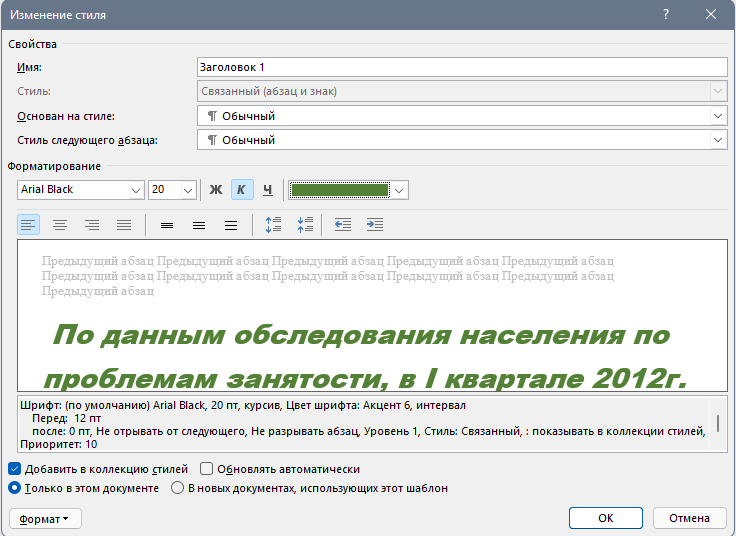 Изменение стиля ?
Свойства
Имя: Заголовок 1
Стиль: Связанный (абзац и знак)
Основан на стиле: ¶ Обычный
Стиль следующего абзаца: ¶ Обычный
Форматирование
Arial Black 20 Ж К Ч
Предыдущий абзац Предыдущий абзац Предыдущий абзац Предыдущий абзац Предыдущий абзац
Предыдущий абзац Предыдущий абзац Предыдущий абзац Предыдущий абзац Предыдущий абзац
Предыдущий абзац
По данным обследования населения по
проблемам занятости, в I квартале 2012г.
Шрифт: (по умолчанию) Arial Black, 20 пт, курсив, Цвет шрифта: Акцент 6, интервал
Перед: 12 пт
после: 0 пт, Не отрывать от следующего, Не разрывать абзац, Уровень 1, Стиль: Связанный, : показывать в коллекции стилей,
Приоритет: 10
Добавить в коллекцию стилей Обновлять автоматически
Только в этом документе В новых документах, использующих этот шаблон
Формат ОК Отмена